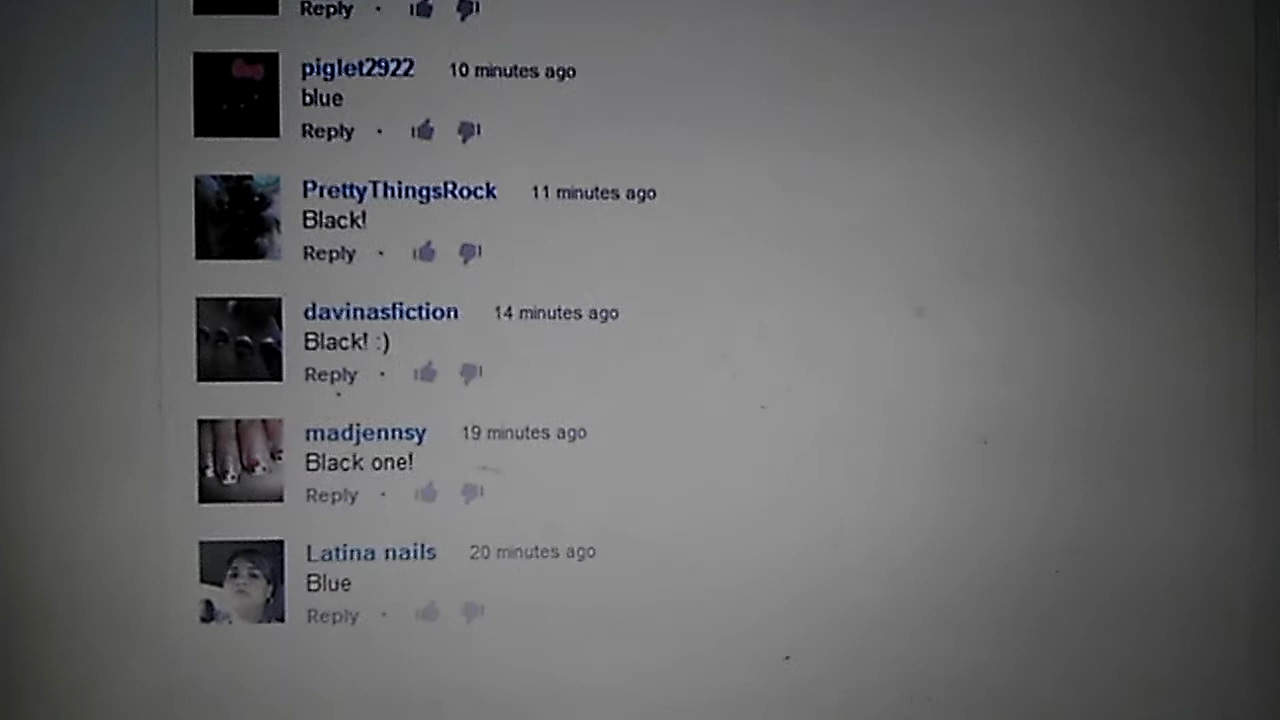 Reply ·
piglet2922 10 minutes ago
blue
Reply ·
PrettyThingsRock 11 minutes ago
Black!
Reply ·
davinasfiction 14 minutes ago
Black! :)
Reply ·
madjennsy 19 minutes ago
Black one!
Reply ·
Latina nails 20 minutes ago
Blue
Reply ·